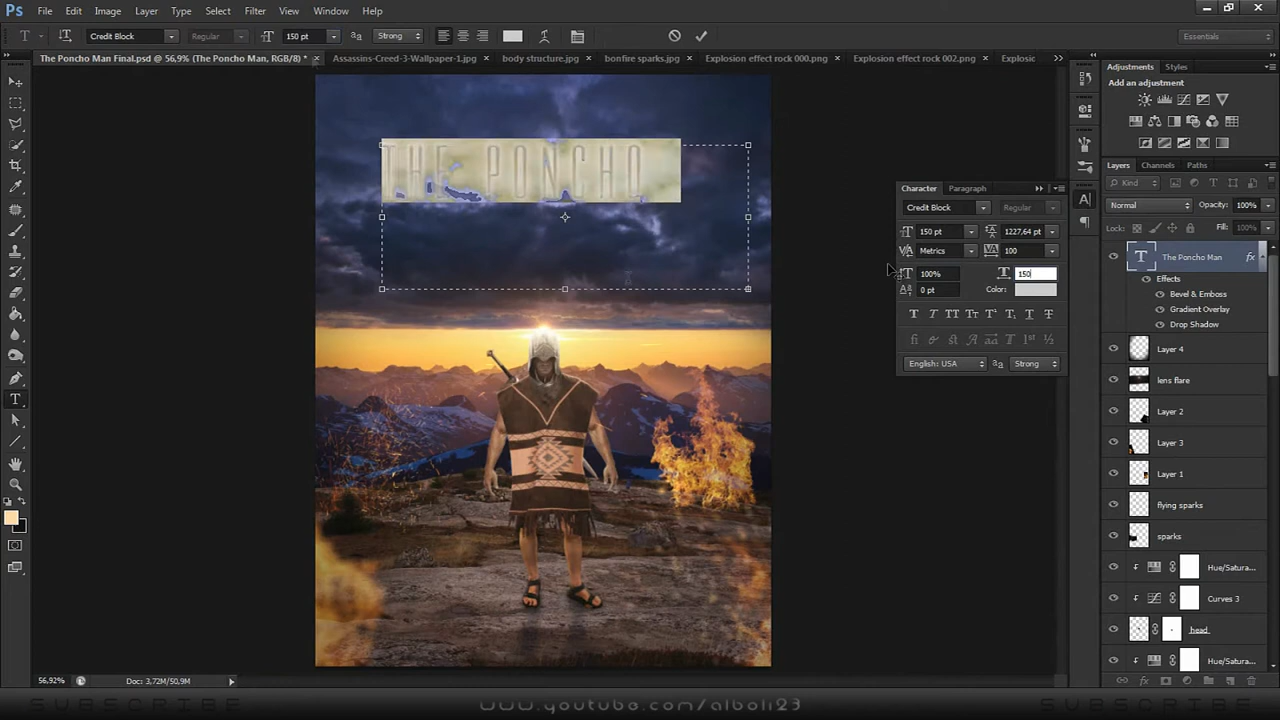 Ps File Edit Image Layer Type Select Filter View Window Help
T Credit Block Regular 150 pt aa Strong Essentials
The Poncho Man Final.psd @ 56,9% (The Poncho Man, RGB/8) * Assassins-Creed-3-Wallpaper-1.jpg body structure.jpg bonfire sparks.jpg Explosion effect rock 000.png Explosion effect rock 002.png Explosic
THE PONCHO
Character Paragraph
Credit Block Regular
150 pt 1227,64 pt
Metrics 100
100% 150
0 pt Color:
English: USA aa Strong
Adjustments Styles
Add an adjustment
Layers Channels Paths
Kind
Normal Opacity: 100%
Lock: Fill: 100%
The Poncho Man fx
Effects
Bevel & Emboss
Gradient Overlay
Drop Shadow
Layer 4
lens flare
Layer 2
Layer 3
Layer 1
flying sparks
sparks
Hue/Satura...
Curves 3
head
Hue/Satura...
56,92% Doc: 3,72M/50,9M
SUBSCRIBE www.youtube.com/alboli23 SUBSCRIBE